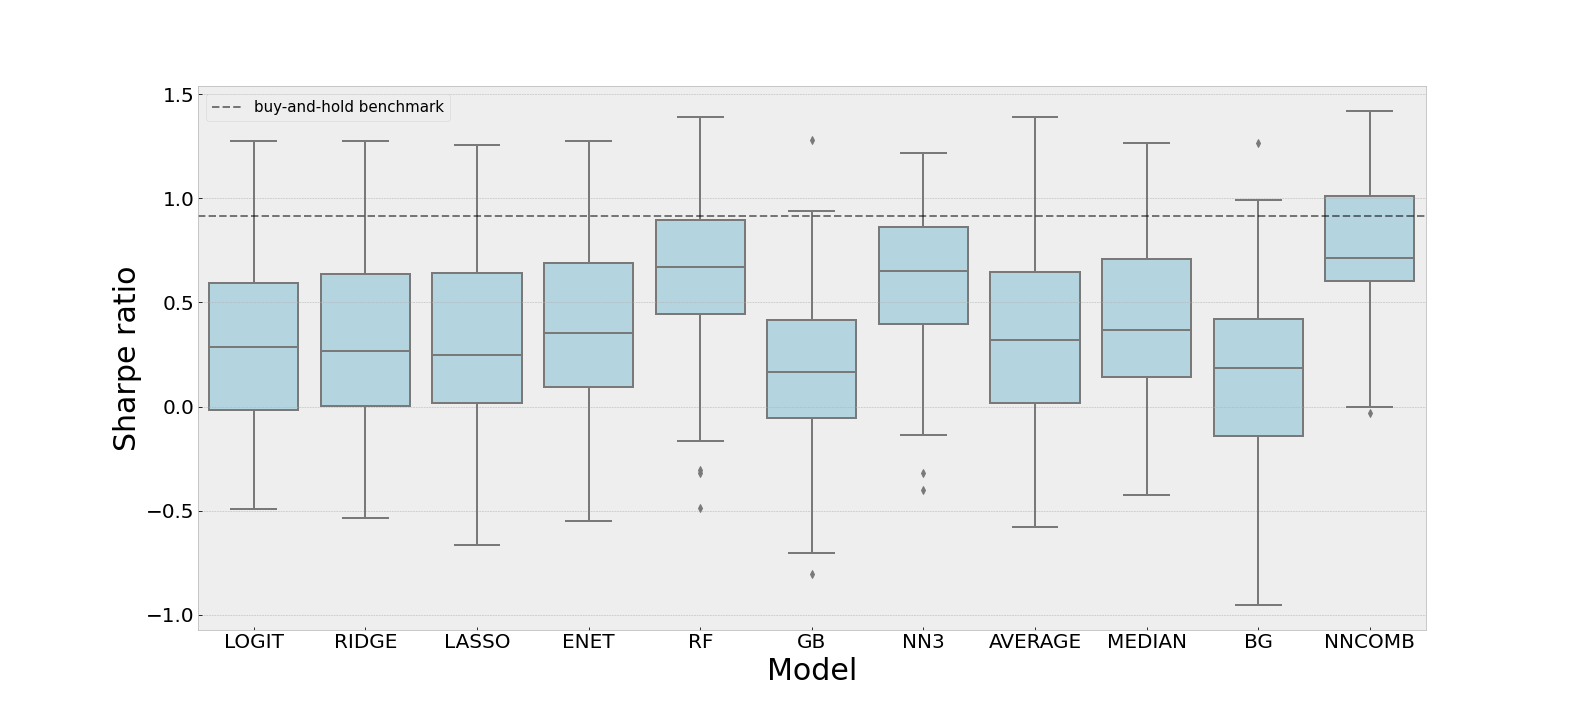 1.5
buy-and-hold benchmark
1.0
0.5
0.0
−0.5
−1.0
Sharpe ratio
LOGIT RIDGE LASSO ENET RF GB NN3 AVERAGE MEDIAN BG NNCOMB
Model